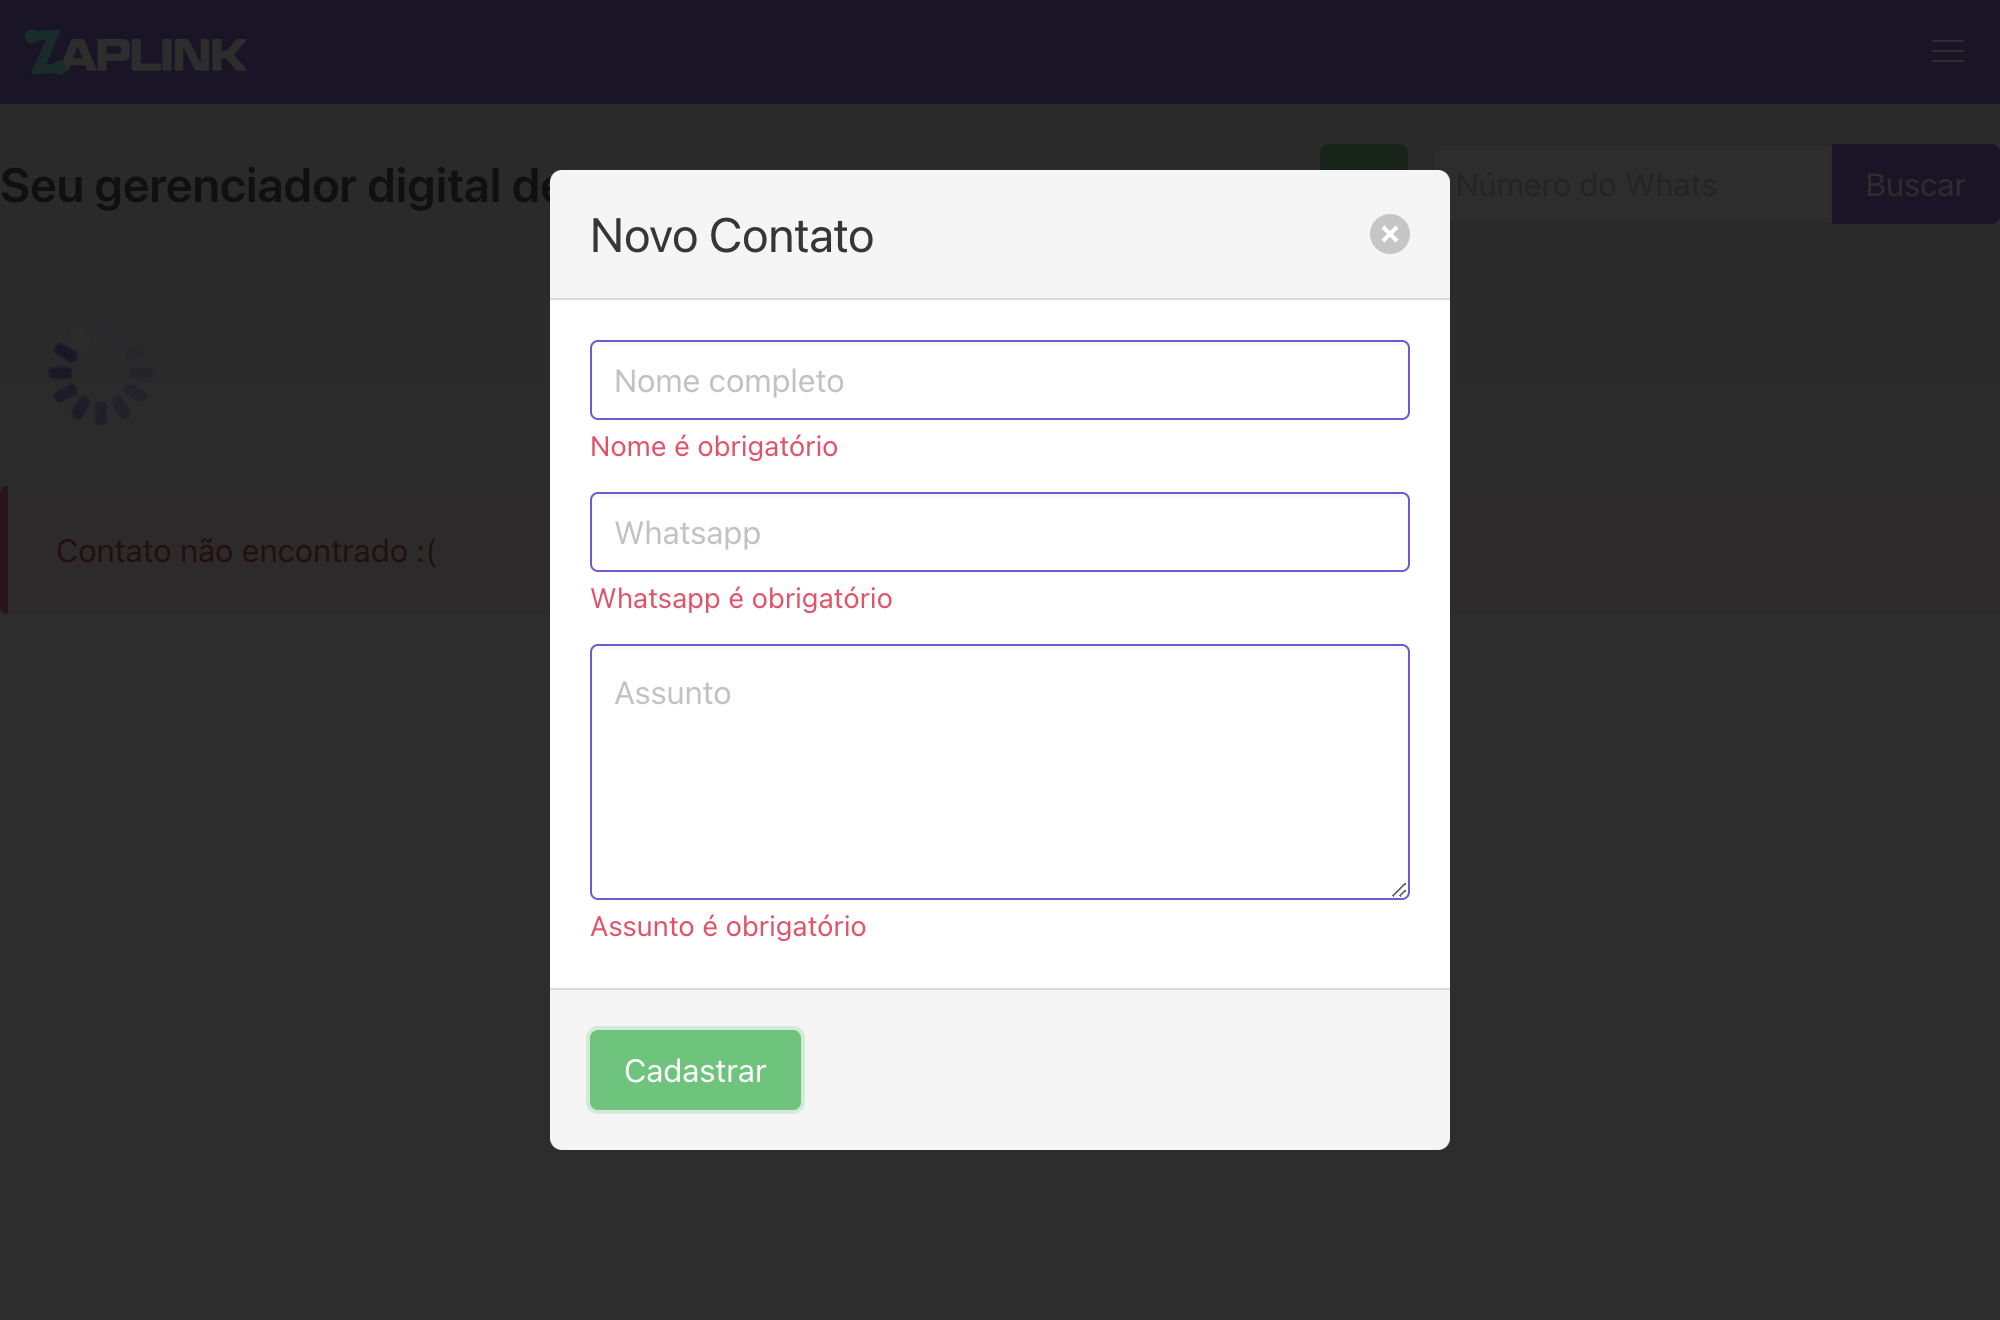 ZAPLINK
Seu gerenciador digital de
Número do Whats
Buscar
Novo Contato
Nome completo
Nome é obrigatório
Whatsapp
Whatsapp é obrigatório
Contato não encontrado :(
Assunto
Assunto é obrigatório
Cadastrar